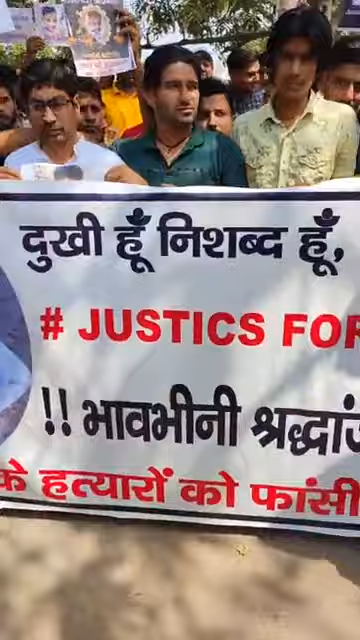 दुखी हूँ निशब्द हूँ,
# JUSTICS FOR
!! भावभीनी श्रद्धां
के हत्यारों को फांसी